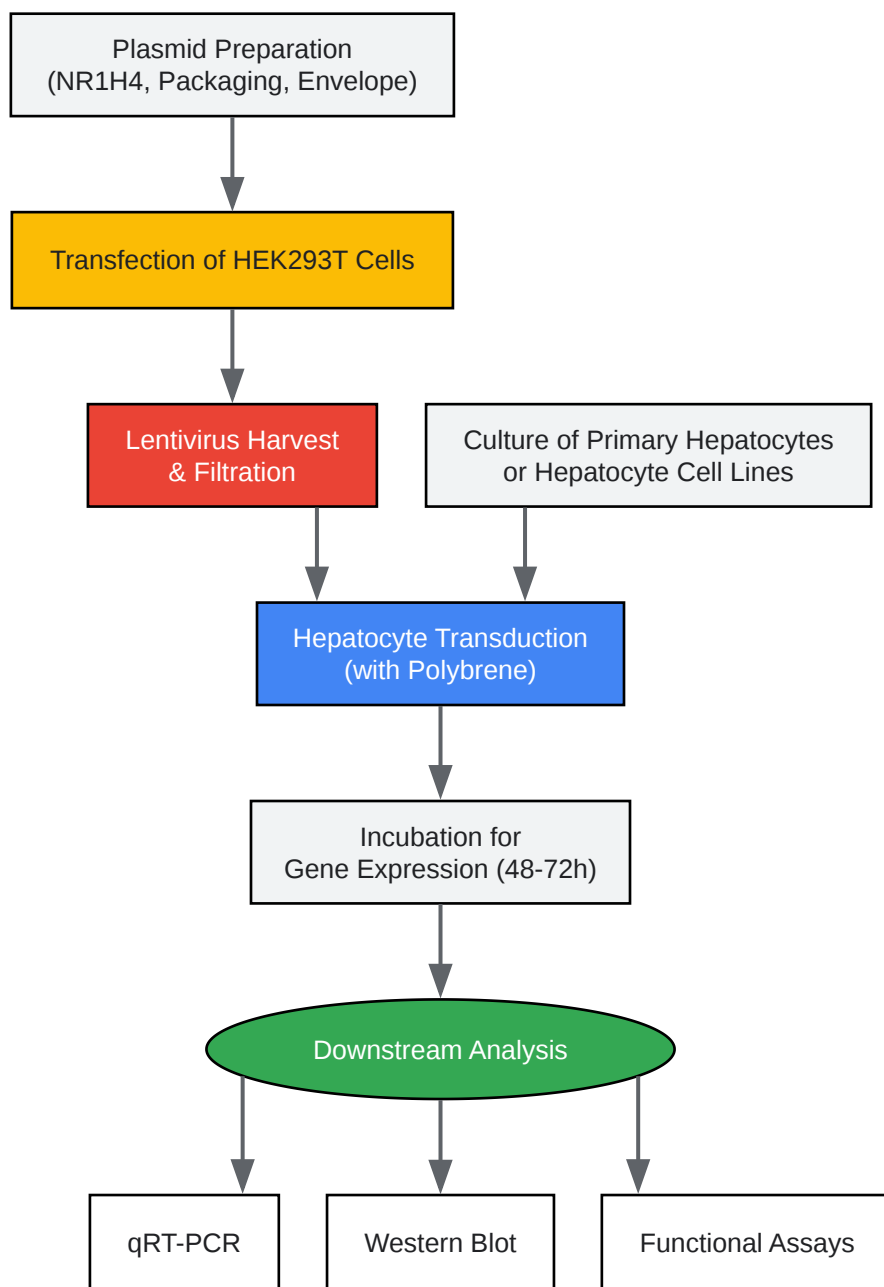 Plasmid Preparation
(NR1H4, Packaging, Envelope)
Transfection of HEK293T Cells
Lentivirus Harvest
& Filtration
Culture of Primary Hepatocytes
or Hepatocyte Cell Lines
Hepatocyte Transduction
(with Polybrene)
Incubation for
Gene Expression (48-72h)
Downstream Analysis
qRT-PCR
Western Blot
Functional Assays